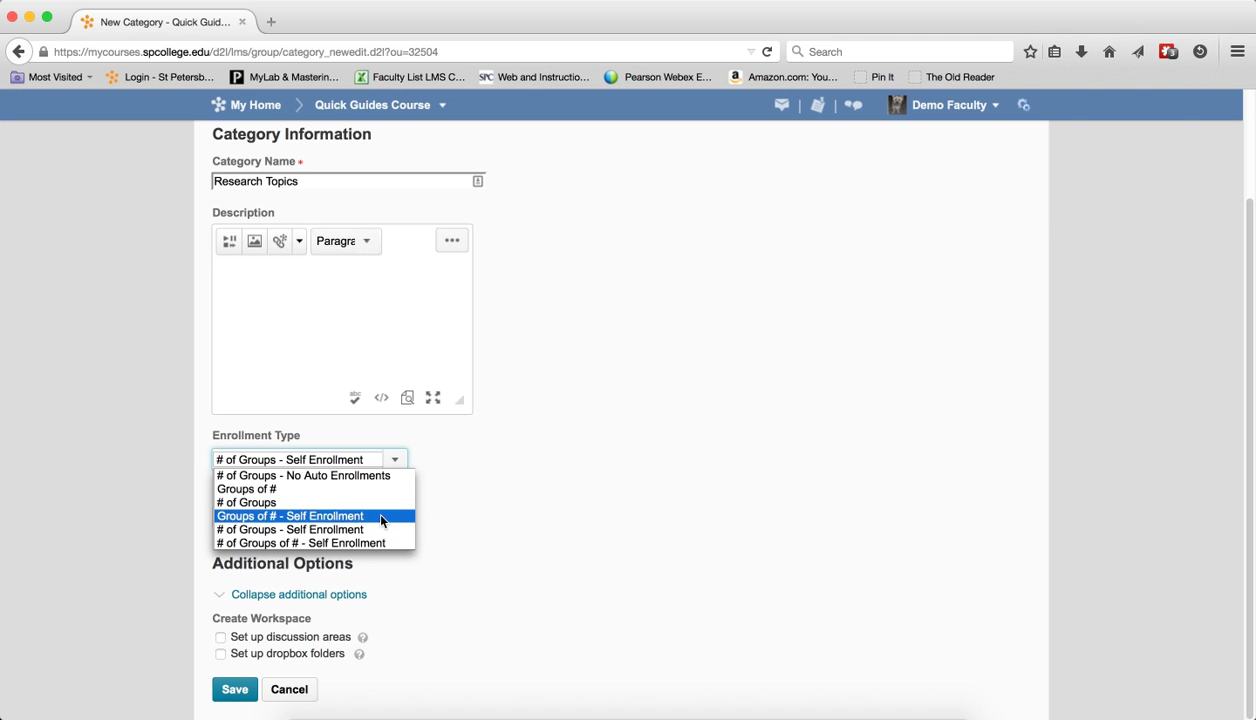 New Category - Quick Guid...
https://mycourses.spcollege.edu/d2l/lms/group/category_newedit.d2l?ou=32504
Search
Most Visited
Login - St Petersb...
MyLab & Mastering...
Faculty List LMS C...
SPC Web and Instructio...
Pearson Webex E...
Amazon.com: You...
Pin It
The Old Reader
My Home
Quick Guides Course
Demo Faculty
Category Information
Category Name *
Research Topics
Description
Paragra
Enrollment Type
# of Groups - Self Enrollment
# of Groups - No Auto Enrollments
Groups of #
# of Groups
Groups of # - Self Enrollment
# of Groups - Self Enrollment
# of Groups of # - Self Enrollment
Additional Options
Collapse additional options
Create Workspace
Set up discussion areas
Set up dropbox folders
Save
Cancel